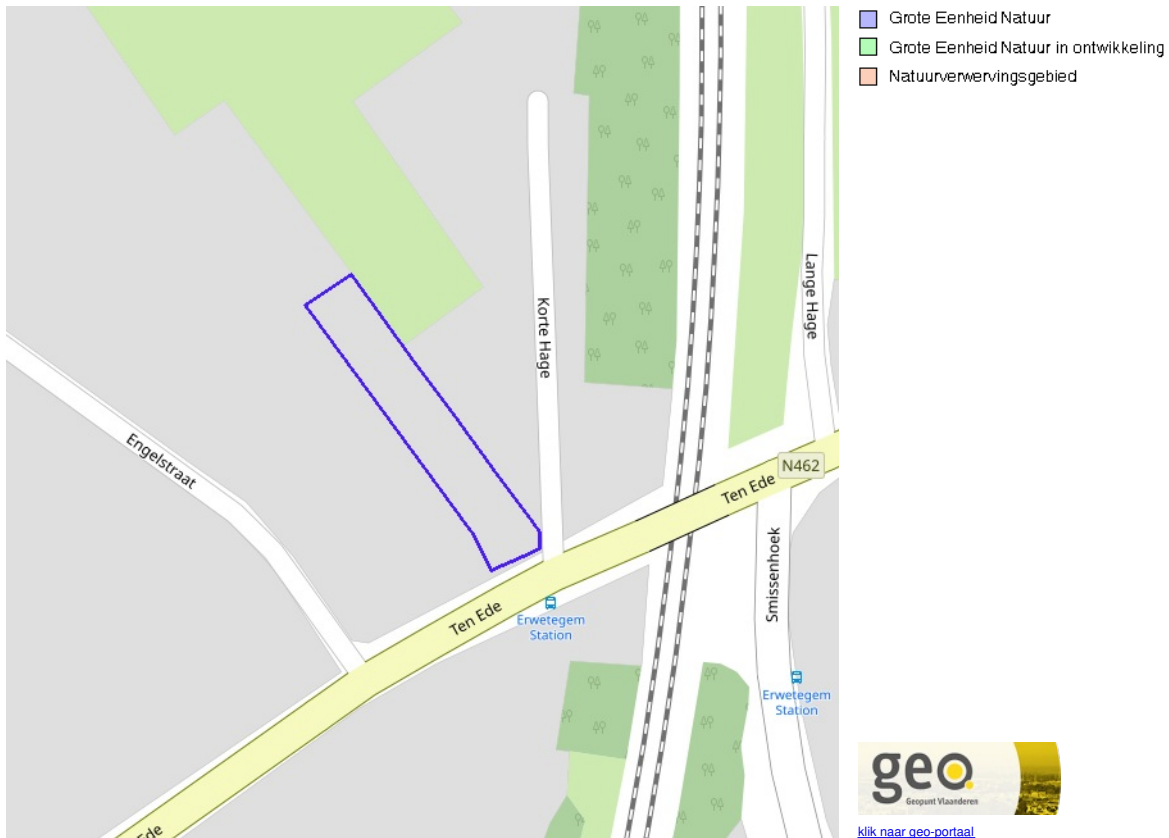 Grote Eenheid Natuur
Grote Eenheid Natuur in ontwikkeling
Natuurverwervingsgebied
Lange Hage
Korte Hage
Engelstraat
N462
Ten Ede
Smissenhoek
Ten Ede
Erwetegem
Station
Erwetegem
Station
Ede
geo.
Geopunt Vlaanderen
klik naar geo-portaal